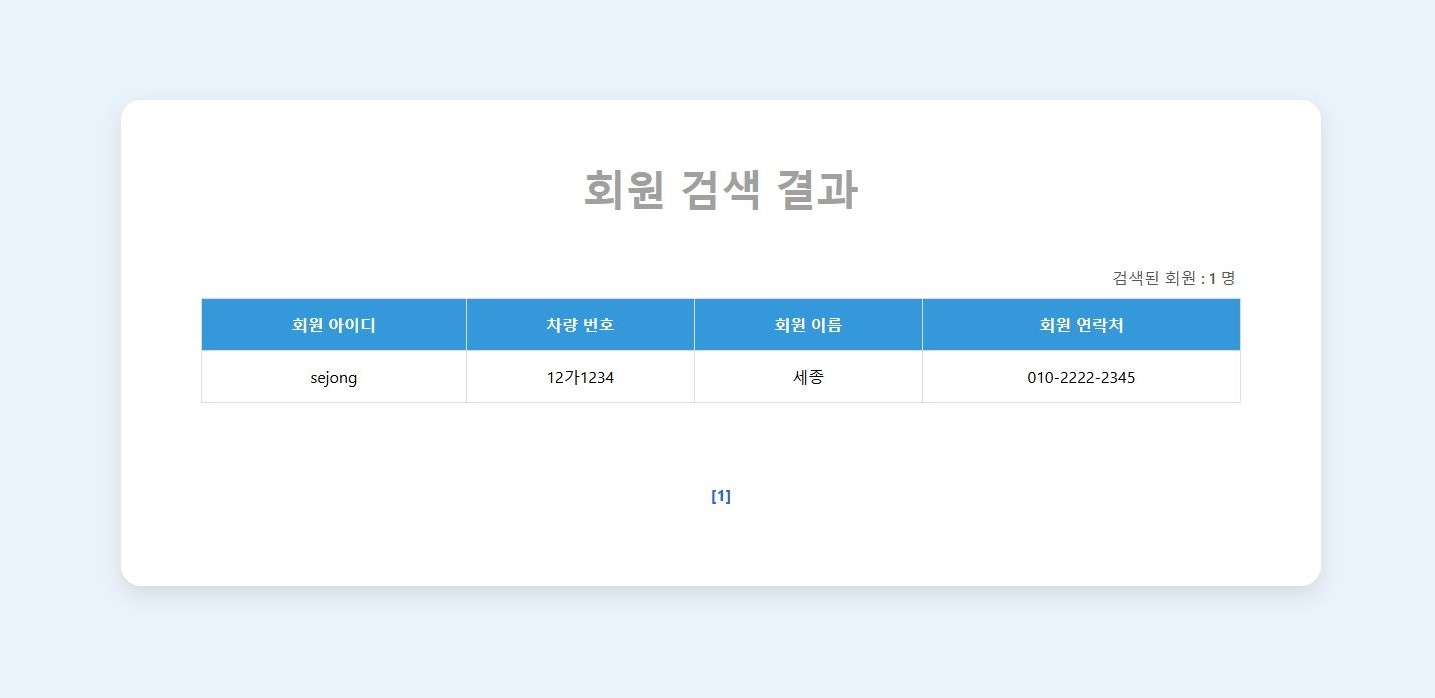 회원 검색 결과
검색된 회원 : 1 명
회원 아이디 차량 번호 회원 이름 회원 연락처
sejong 12가1234 세종 010-2222-2345
[1]